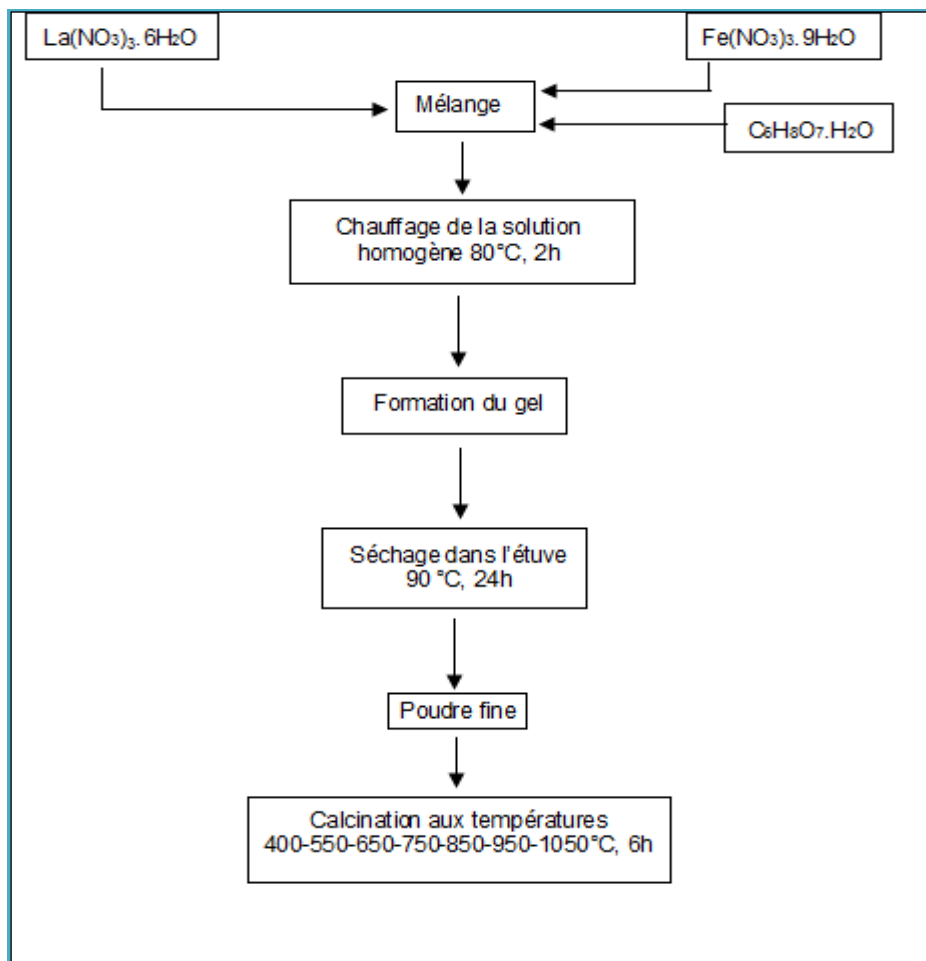 La(NO₃)₃. 6H₂O
Fe(NO₃)₃. 9H₂O
Mélange
C₆H₈O₇.H₂O
Chauffage de la solution
homogène 80°C, 2h
Formation du gel
Séchage dans l'étuve
90 °C, 24h
Poudre fine
Calcination aux températures
400-550-650-750-850-950-1050°C, 6h